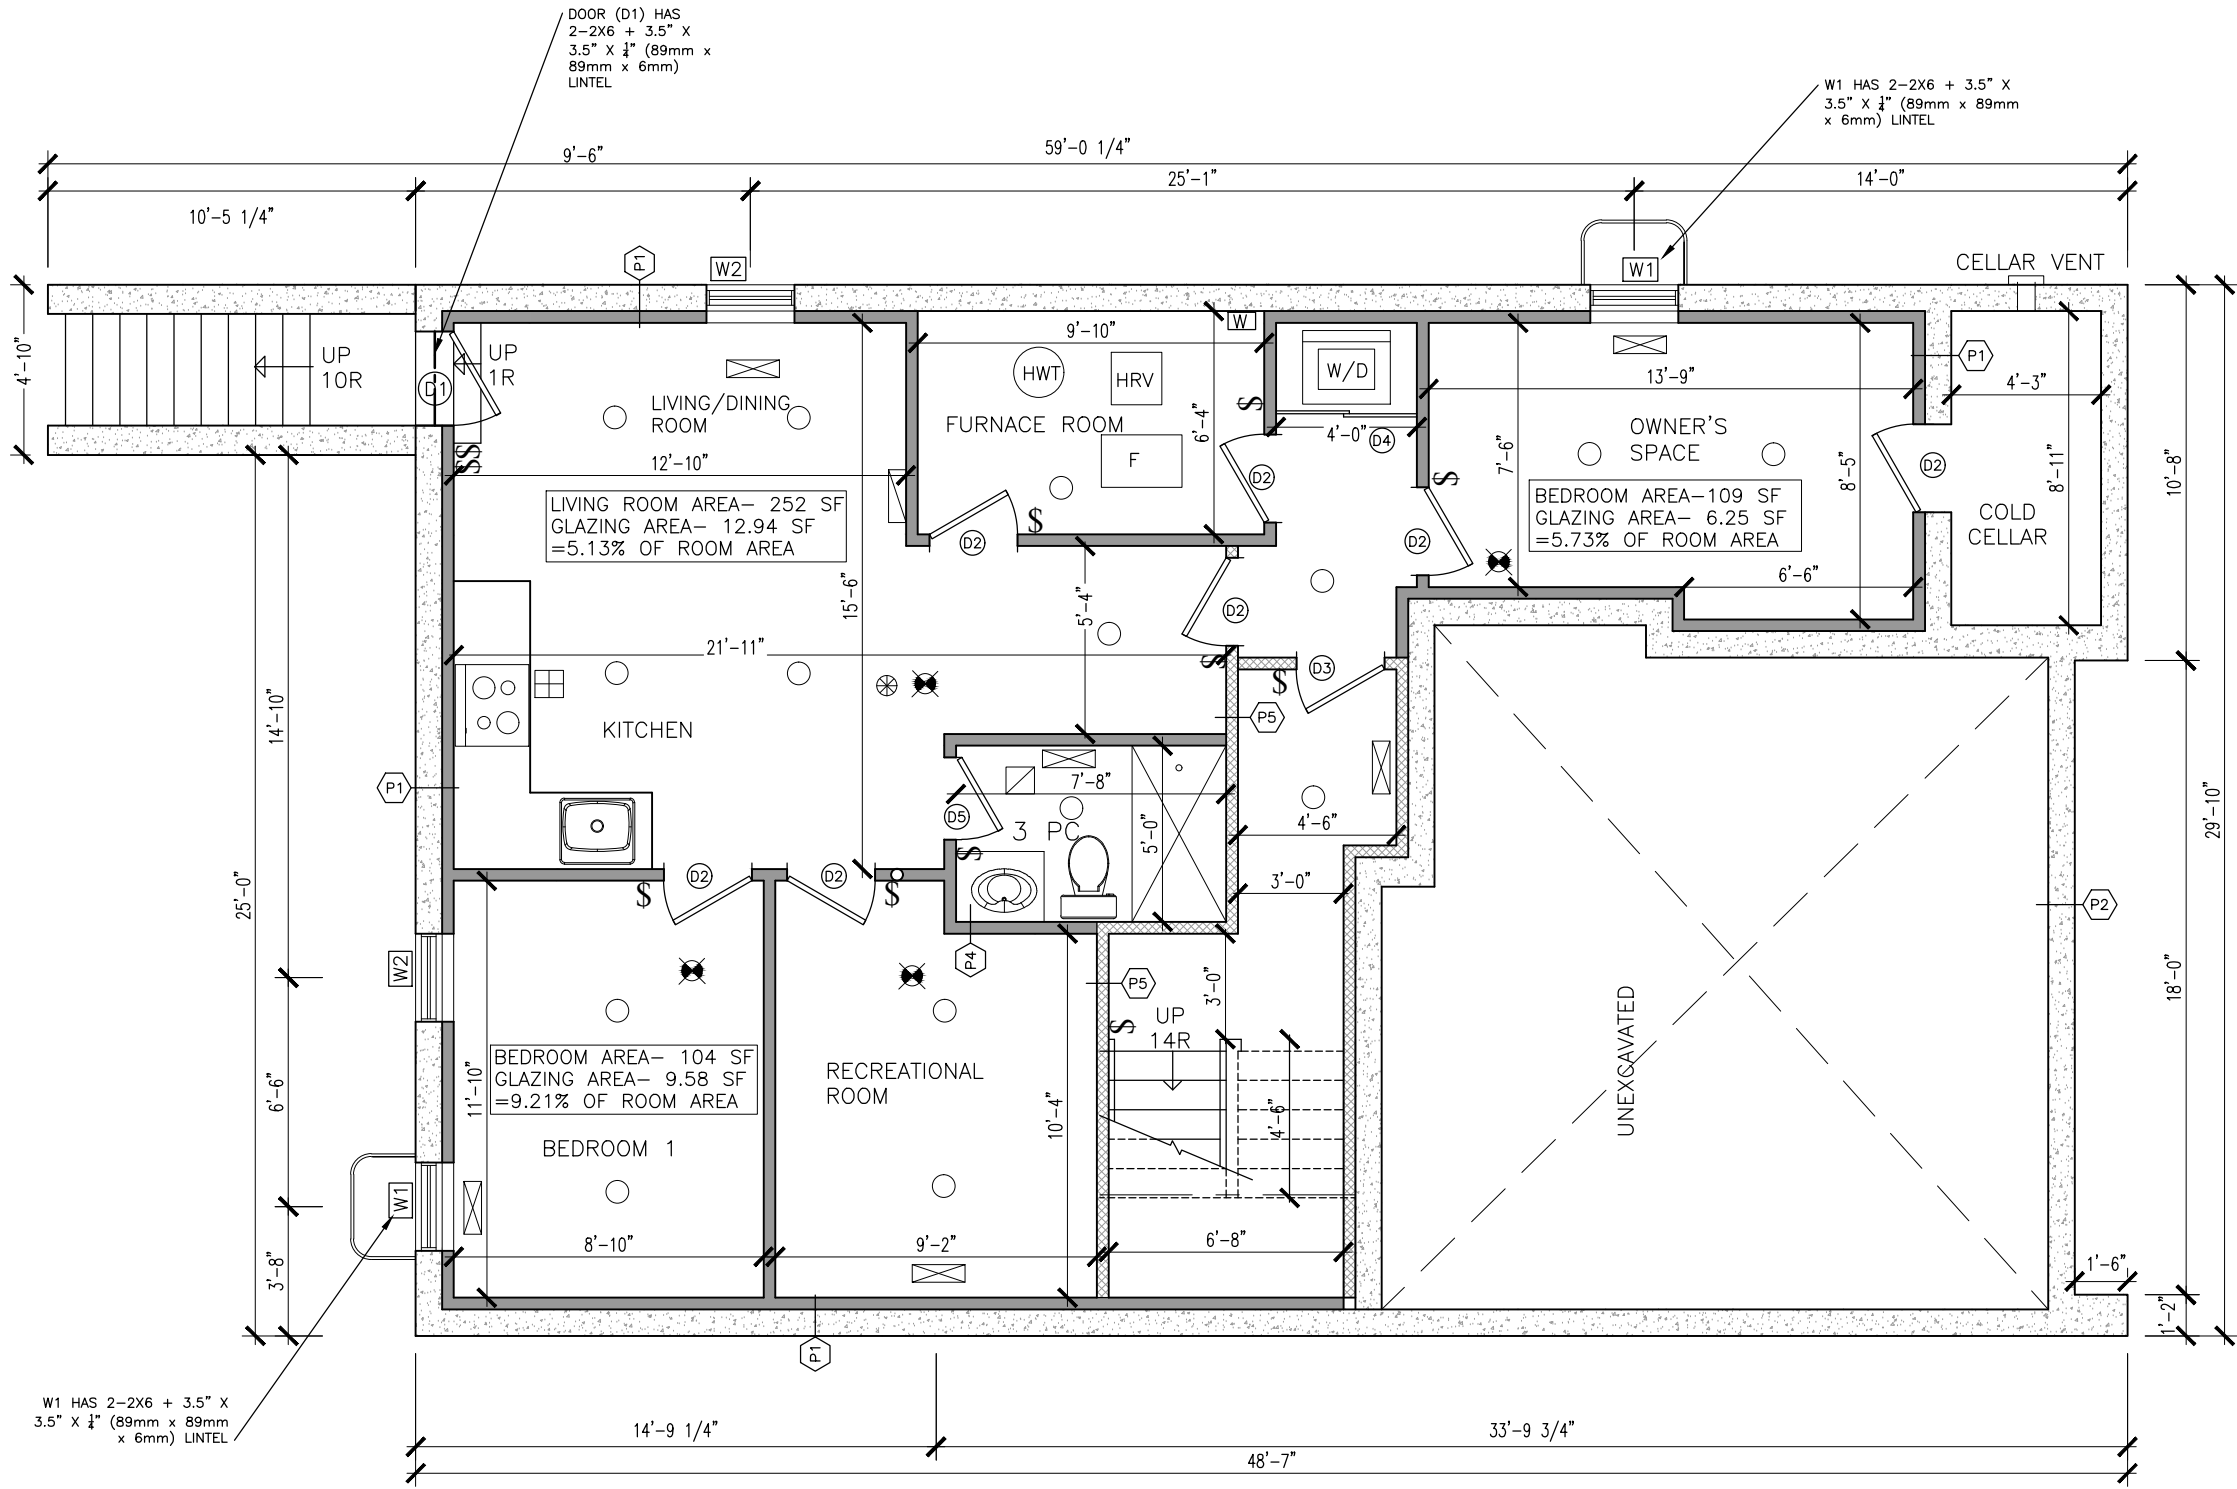 DOOR (D1) HAS
2-2X6 + 3.5" X
3.5" X 1/4" (89mm x
89mm x 6mm)
LINTEL
W1 HAS 2-2X6 + 3.5" X
3.5" X 1/4" (89mm x 89mm
x 6mm) LINTEL
59'-0 1/4"
9'-6"
25'-1"
14'-0"
10'-5 1/4"
P1
W2
W1
CELLAR VENT
4'-10"
UP
10R
D1
UP
1R
LIVING/DINING
ROOM
12'-10"
LIVING ROOM AREA- 252 SF
GLAZING AREA- 12.94 SF
=5.13% OF ROOM AREA
15'-6"
9'-10"
W
HWT
HRV
FURNACE ROOM
F
6'-4"
D2
$
D2
$
W/D
4'-0"
D4
13'-9"
OWNER'S
SPACE
7'-6"
8'-5"
BEDROOM AREA-109 SF
GLAZING AREA- 6.25 SF
=5.73% OF ROOM AREA
6'-6"
D2
$
P1
4'-3"
D2
8'-11"
COLD
CELLAR
10'-8"
29'-10"
$$
21'-11"
5'-4"
D2
$
D3
$
KITCHEN
P5
P1
14'-10"
25'-0"
7'-8"
D5
3 PC
5'-0"
$
4'-6"
3'-0"
D2
D2
$
$
P4
P2
W2
P5
3'-0"
UP
14R
$
4'-6"
18'-0"
UNEXCAVATED
BEDROOM AREA- 104 SF
GLAZING AREA- 9.58 SF
=9.21% OF ROOM AREA
11'-10"
BEDROOM 1
RECREATIONAL
ROOM
10'-4"
6'-6"
W1
3'-8"
8'-10"
9'-2"
6'-8"
1'-6"
1'-2"
P1
W1 HAS 2-2X6 + 3.5" X
3.5" X 1/4" (89mm x 89mm
x 6mm) LINTEL
14'-9 1/4"
33'-9 3/4"
48'-7"